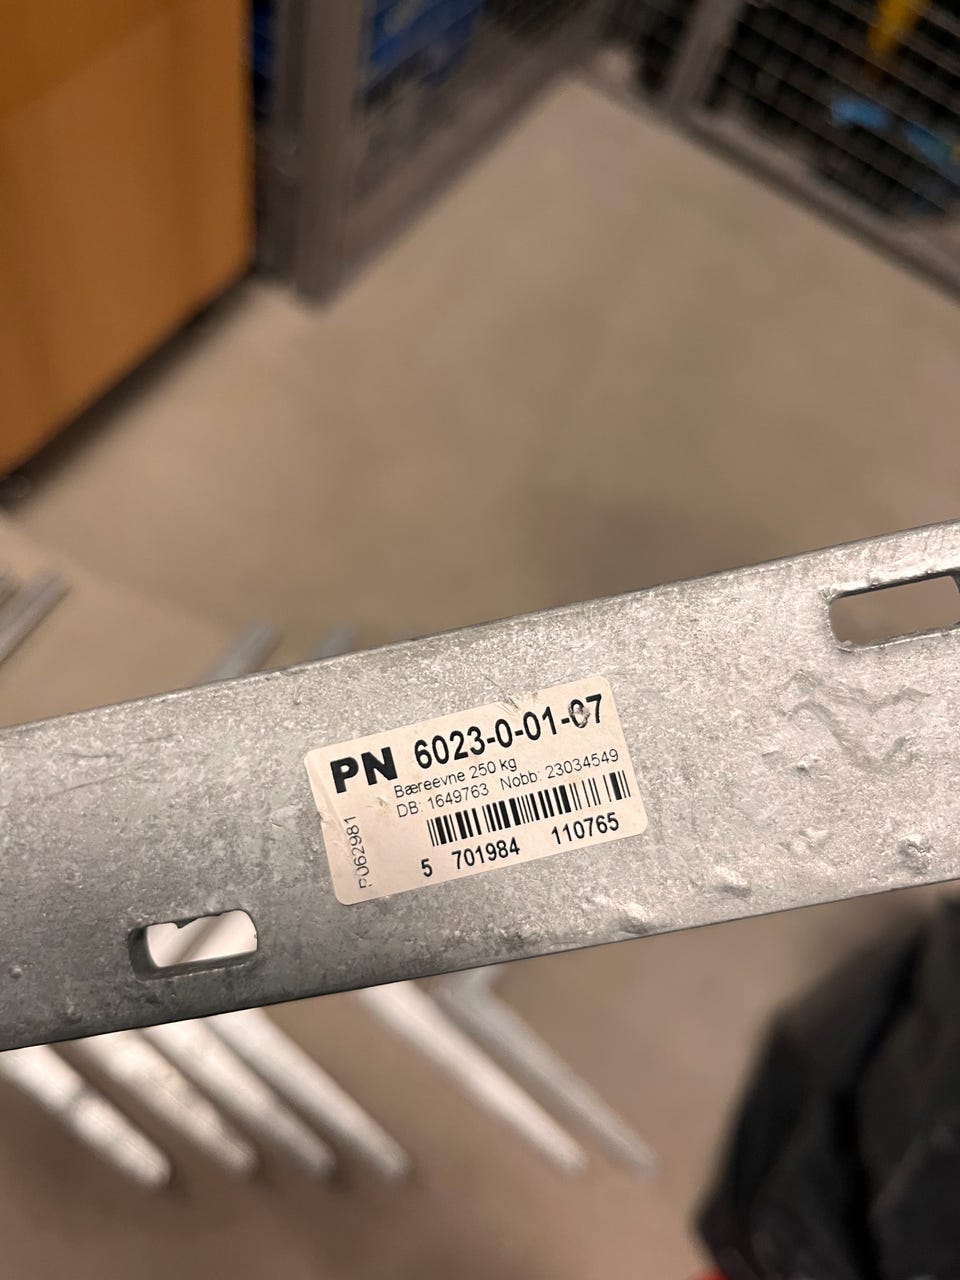 PN 6023-0-01-07
Bæreevne 250 kg
DB: 1649763 Nobb: 23034549
5 701984 110765
P062981